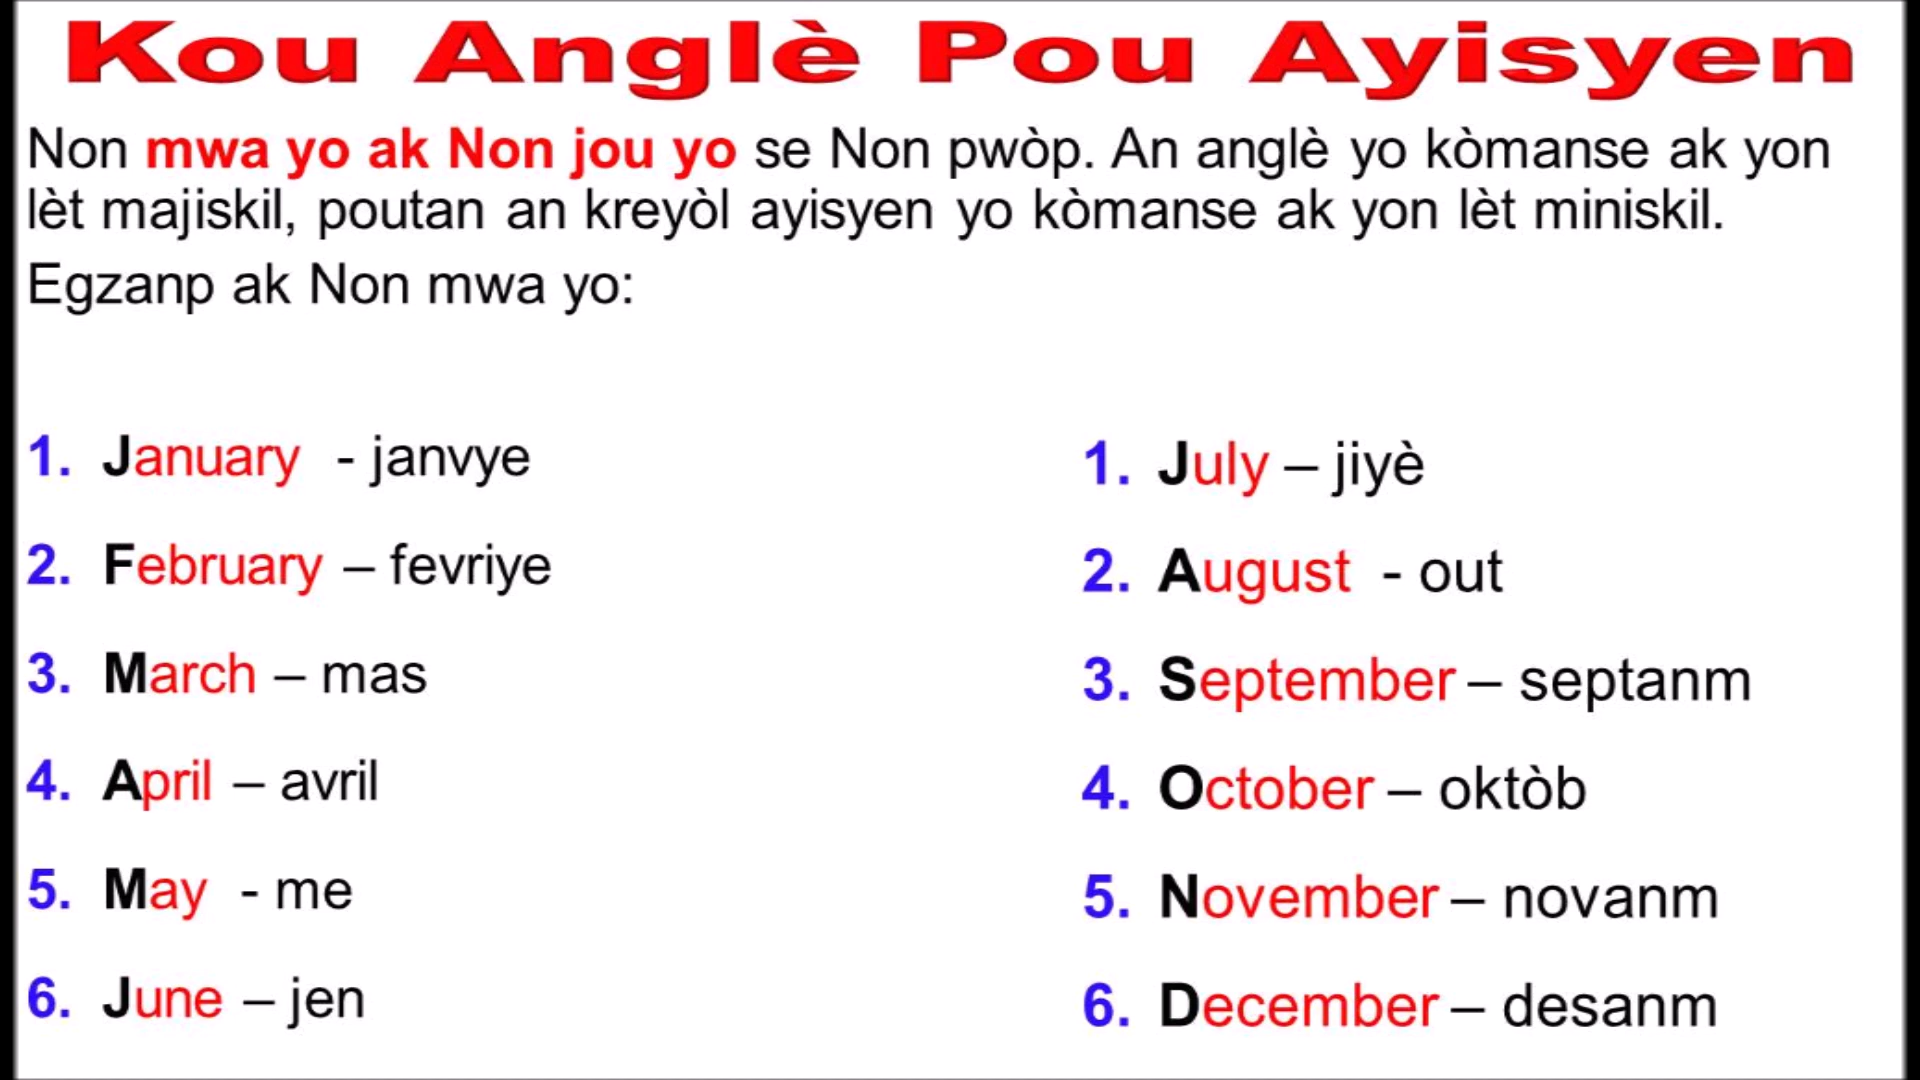 Kou Anglè Pou Ayisyen
Non mwa yo ak Non jou yo se Non pwòp. An anglè yo kòmanse ak yon
lèt majiskil, poutan an kreyòl ayisyen yo kòmanse ak yon lèt miniskil.
Egzanp ak Non mwa yo:
1. January - janvye
2. February – fevriye
3. March – mas
4. April – avril
5. May - me
6. June – jen
1. July – jiyè
2. August - out
3. September – septanm
4. October – oktòb
5. November – novanm
6. December – desanm